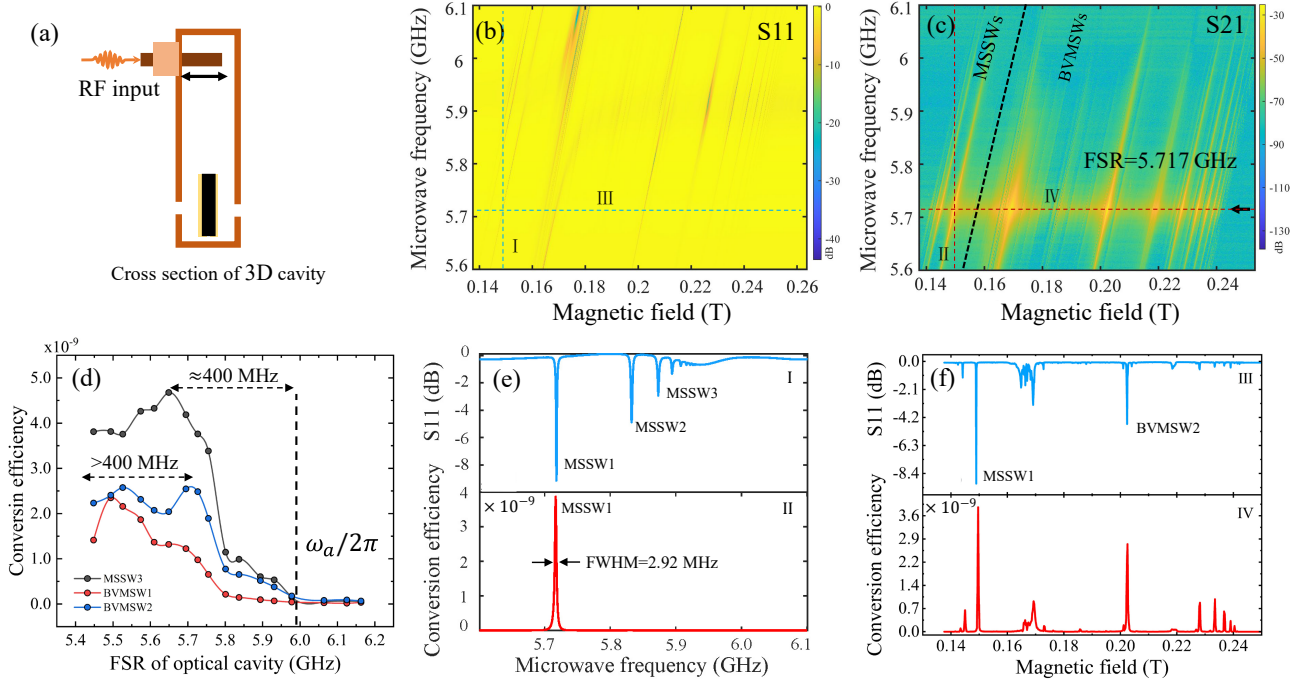 (a)
RF input
Cross section of 3D cavity
(b)
S11
III
I
Microwave frequency (GHz)
6.1
6
5.9
5.8
5.7
5.6
0.14
0.16
0.18
0.20
0.22
0.24
0.26
Magnetic field (T)
0
-10
-20
-30
-40
dB
(c)
S21
MSSWs
BVMSWs
FSR=5.717 GHz
IV
II
Microwave frequency (GHz)
6.1
6
5.9
5.8
5.7
5.6
0.14
0.16
0.18
0.20
0.22
0.24
Magnetic field (T)
-30
-50
-70
-90
-110
-130
dB
×10⁻⁹
(d)
≈400 MHz
>400 MHz
ωₐ/2π
MSSW3
BVMSW1
BVMSW2
Conversin efficiency
5.0
4.0
3.0
2.0
1.0
0.0
5.4
5.5
5.6
5.7
5.8
5.9
6.0
6.1
6.2
FSR of optical cavity (GHz)
(e)
S11 (dB)
0
-2
-4
-6
-8
I
MSSW3
MSSW2
MSSW1
Conversion efficiency
4
2
0
× 10⁻⁹
MSSW1
II
FWHM=2.92 MHz
5.7
5.8
5.9
6.0
6.1
Microwave frequency (GHz)
(f)
S11 (dB)
0.0
-2.1
-4.2
-6.3
-8.4
III
BVMSW2
MSSW1
Conversion efficiency
× 10⁻⁹
IV
3.6
2.7
1.8
0.7
0.0
0.14
0.16
0.18
0.20
0.22
0.24
Magnetic field (T)